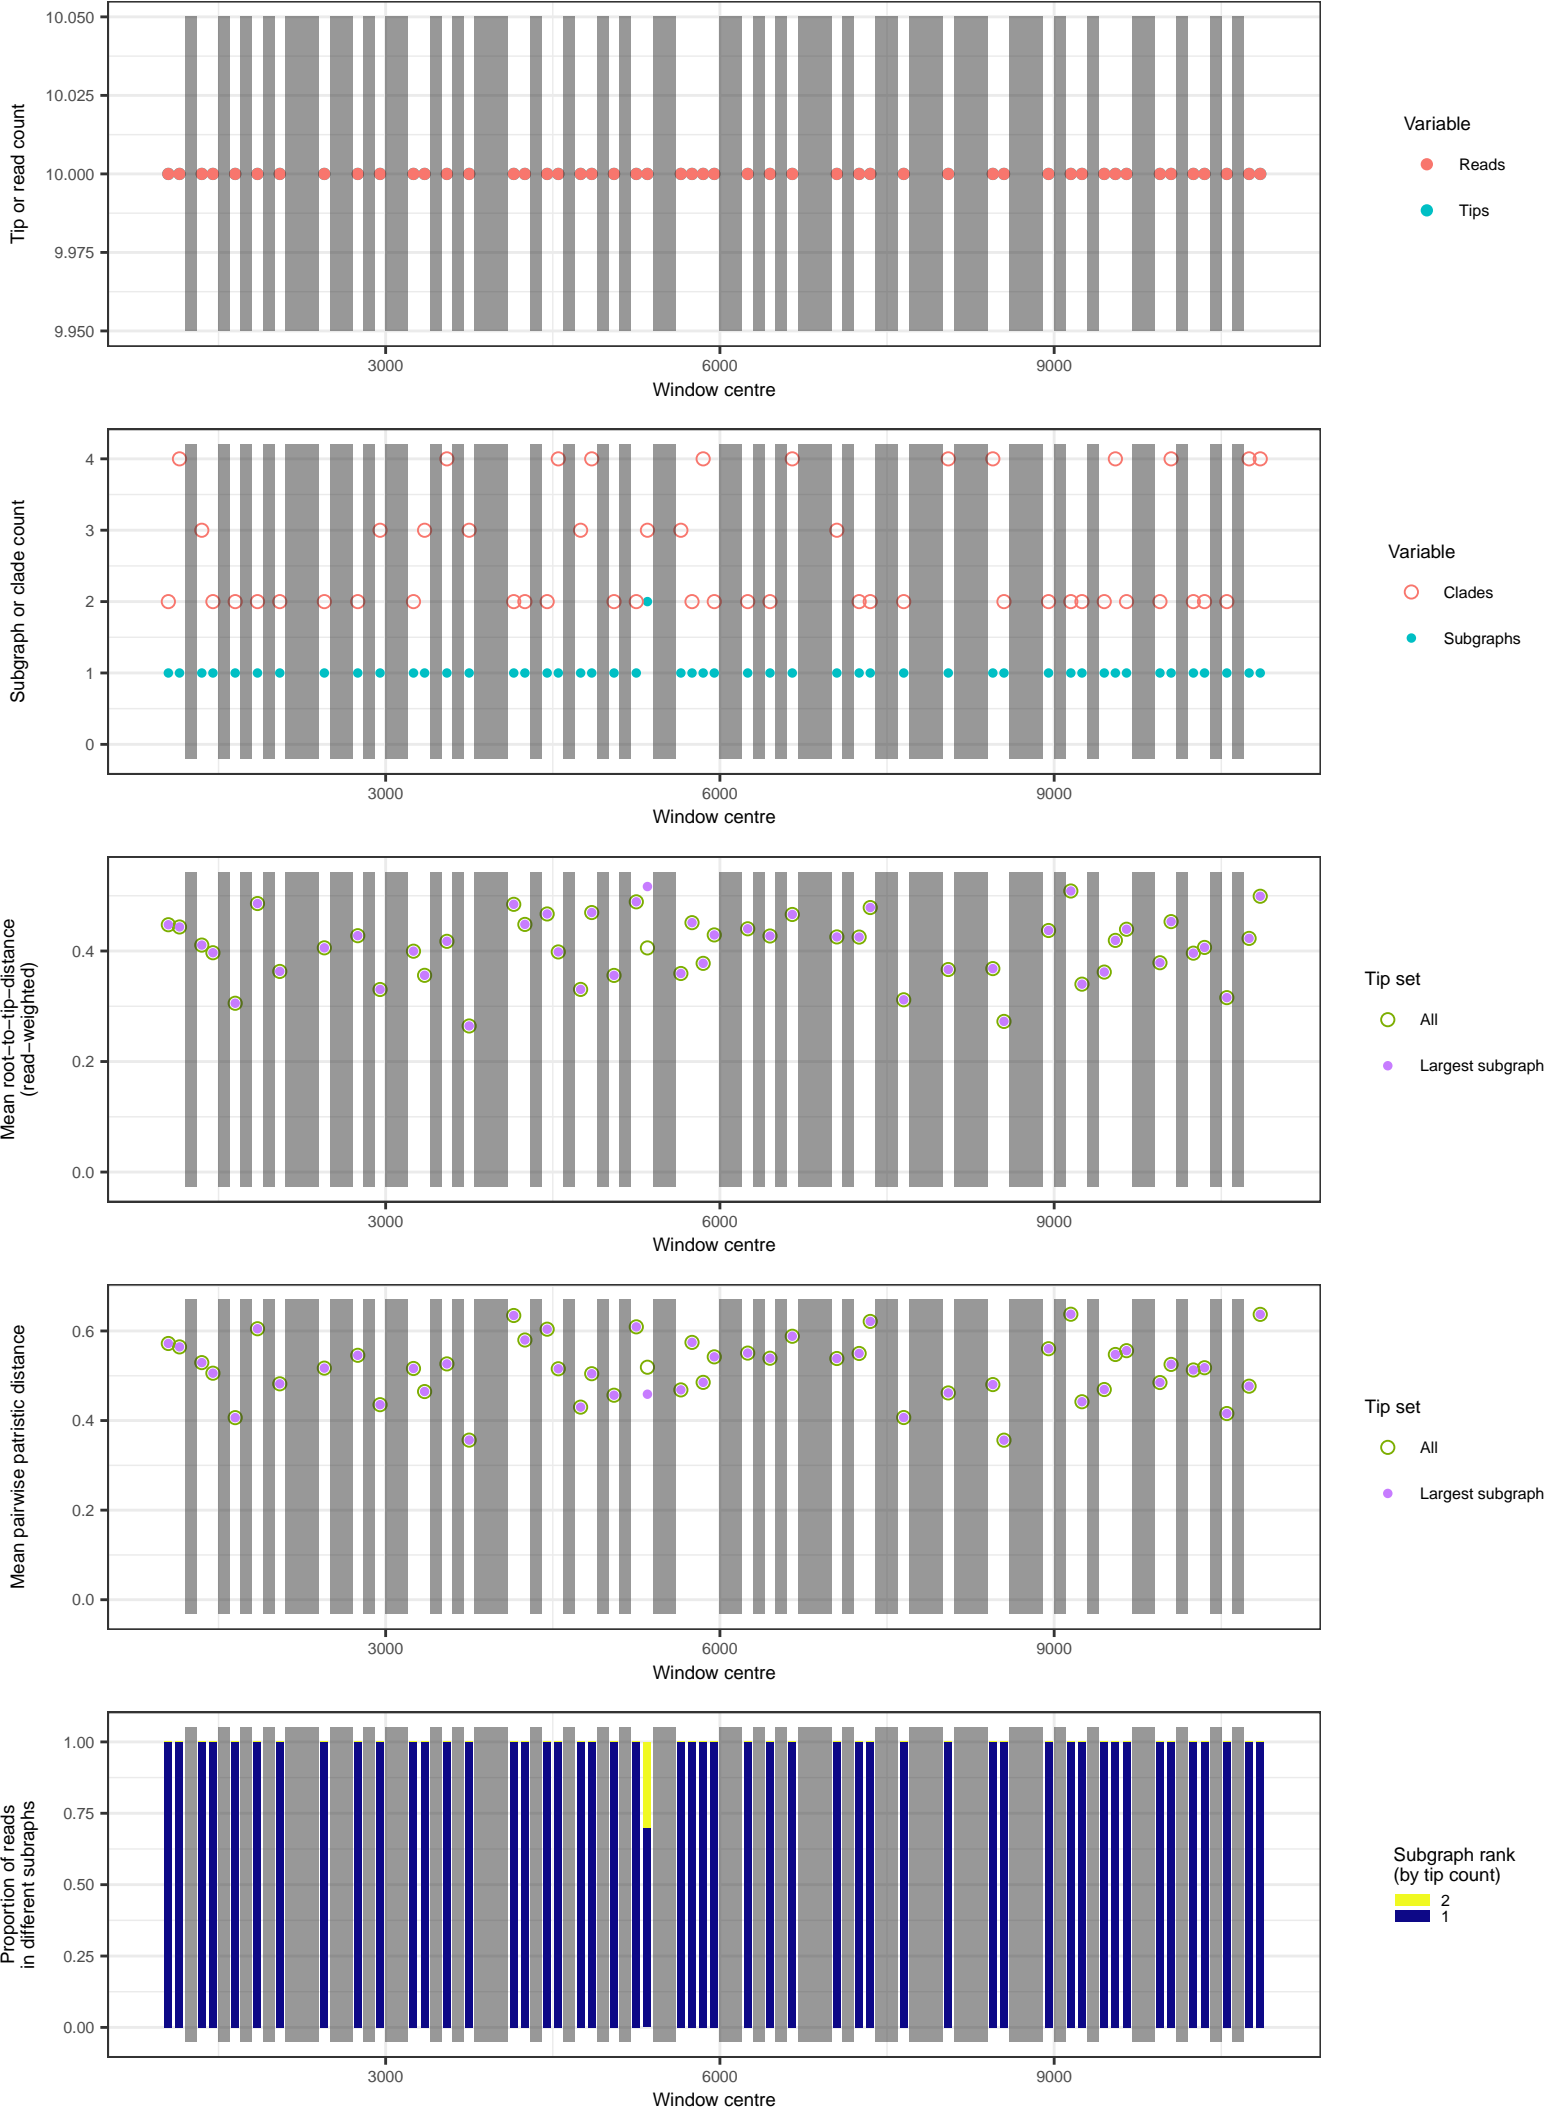 10.050
10.025
10.000
9.975
9.950
Tip or read count
3000
6000
9000
Window centre
Variable
Reads
Tips
4
3
2
1
0
Subgraph or clade count
3000
6000
9000
Window centre
Variable
Clades
Subgraphs
0.4
0.2
0.0
Mean root−to−tip−distance
(read−weighted)
3000
6000
9000
Window centre
Tip set
All
Largest subgraph
0.6
0.4
0.2
0.0
Mean pairwise patristic distance
3000
6000
9000
Window centre
Tip set
All
Largest subgraph
1.00
0.75
0.50
0.25
0.00
Proportion of reads
in different subraphs
3000
6000
9000
Window centre
Subgraph rank
(by tip count)
2
1